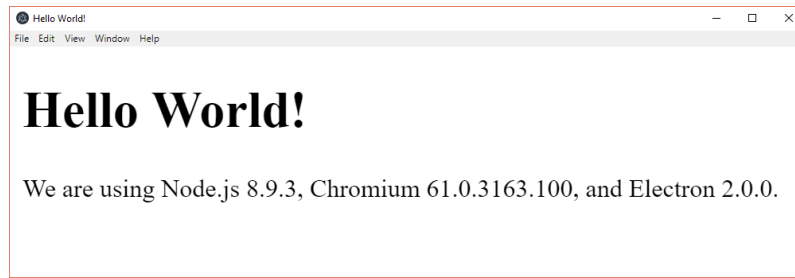 Hello World!
File Edit View Window Help
Hello World!
We are using Node.js 8.9.3, Chromium 61.0.3163.100, and Electron 2.0.0.